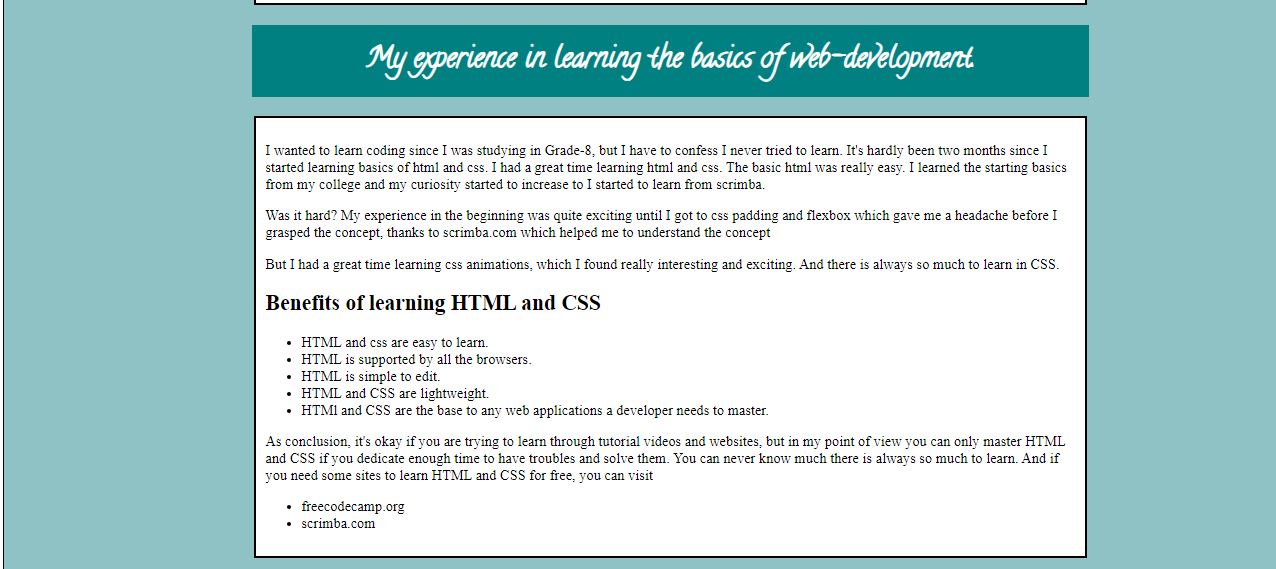 My experience in learning the basics of web-development.
I wanted to learn coding since I was studying in Grade-8, but I have to confess I never tried to learn. It's hardly been two months since I
started learning basics of html and css. I had a great time learning html and css. The basic html was really easy. I learned the starting basics
from my college and my curiosity started to increase to I started to learn from scrimba.
Was it hard? My experience in the beginning was quite exciting until I got to css padding and flexbox which gave me a headache before I
grasped the concept, thanks to scrimba.com which helped me to understand the concept
But I had a great time learning css animations, which I found really interesting and exciting. And there is always so much to learn in CSS.
Benefits of learning HTML and CSS
• HTML and css are easy to learn.
• HTML is supported by all the browsers.
• HTML is simple to edit.
• HTML and CSS are lightweight.
• HTMl and CSS are the base to any web applications a developer needs to master.
As conclusion, it's okay if you are trying to learn through tutorial videos and websites, but in my point of view you can only master HTML
and CSS if you dedicate enough time to have troubles and solve them. You can never know much there is always so much to learn. And if
you need some sites to learn HTML and CSS for free, you can visit
• freecodecamp.org
• scrimba.com